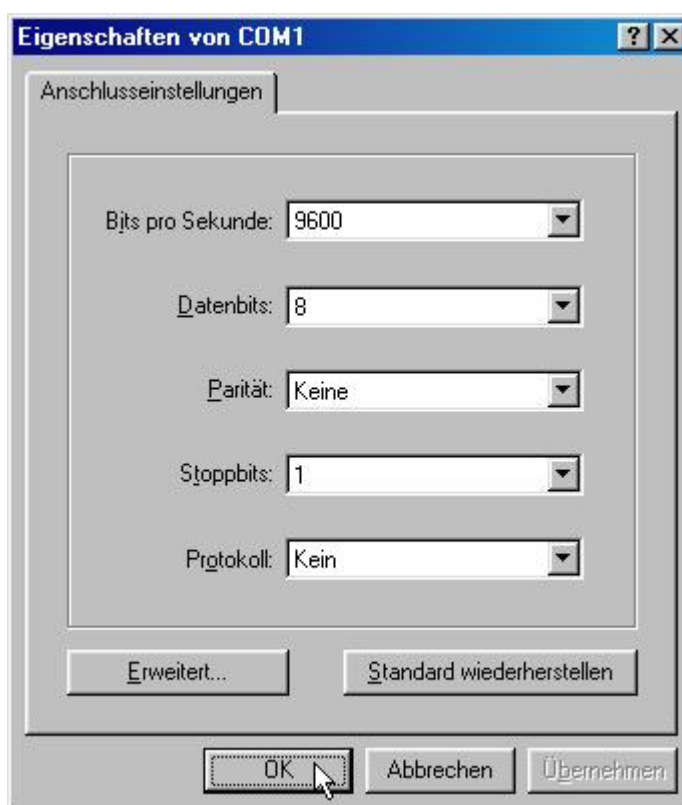 Eigenschaften von COM1
Anschlusseinstellungen
Bits pro Sekunde: 9600
Datenbits: 8
Parität: Keine
Stoppbits: 1
Protokoll: Kein
Erweitert... Standard wiederherstellen
OK Abbrechen Übernehmen